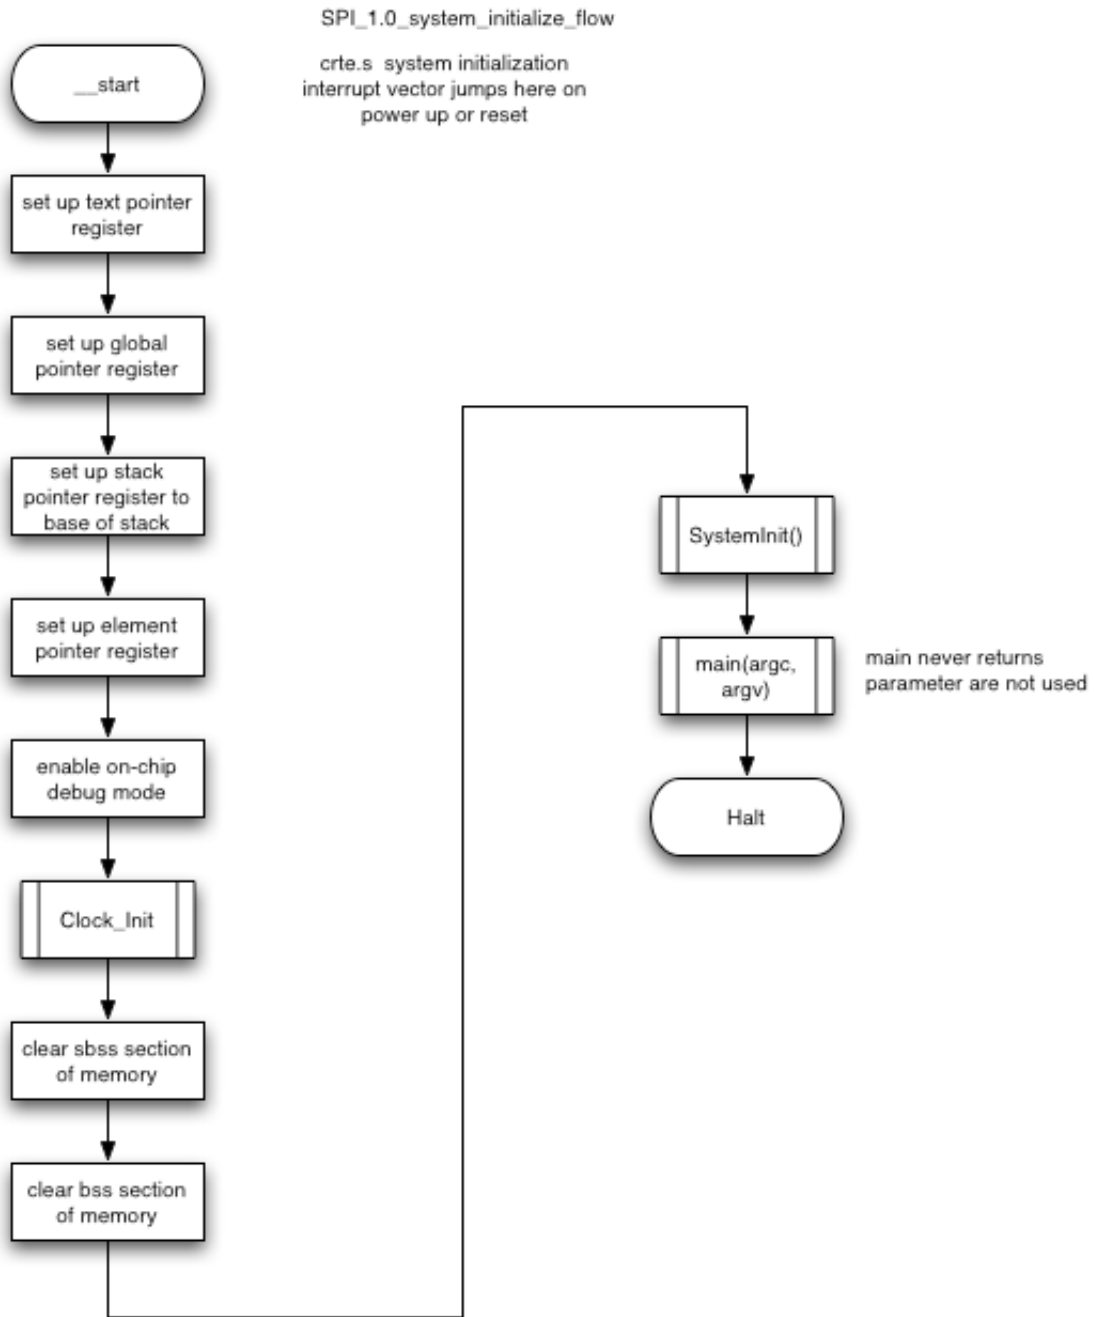 SPI_1.0_system_initialize_flow
crte.s system initialization
interrupt vector jumps here on
power up or reset
__start
set up text pointer
register
set up global
pointer register
set up stack
pointer register to
base of stack
set up element
pointer register
enable on-chip
debug mode
Clock_Init
clear sbss section
of memory
clear bss section
of memory
SystemInit()
main(argc,
argv)
main never returns
parameter are not used
Halt